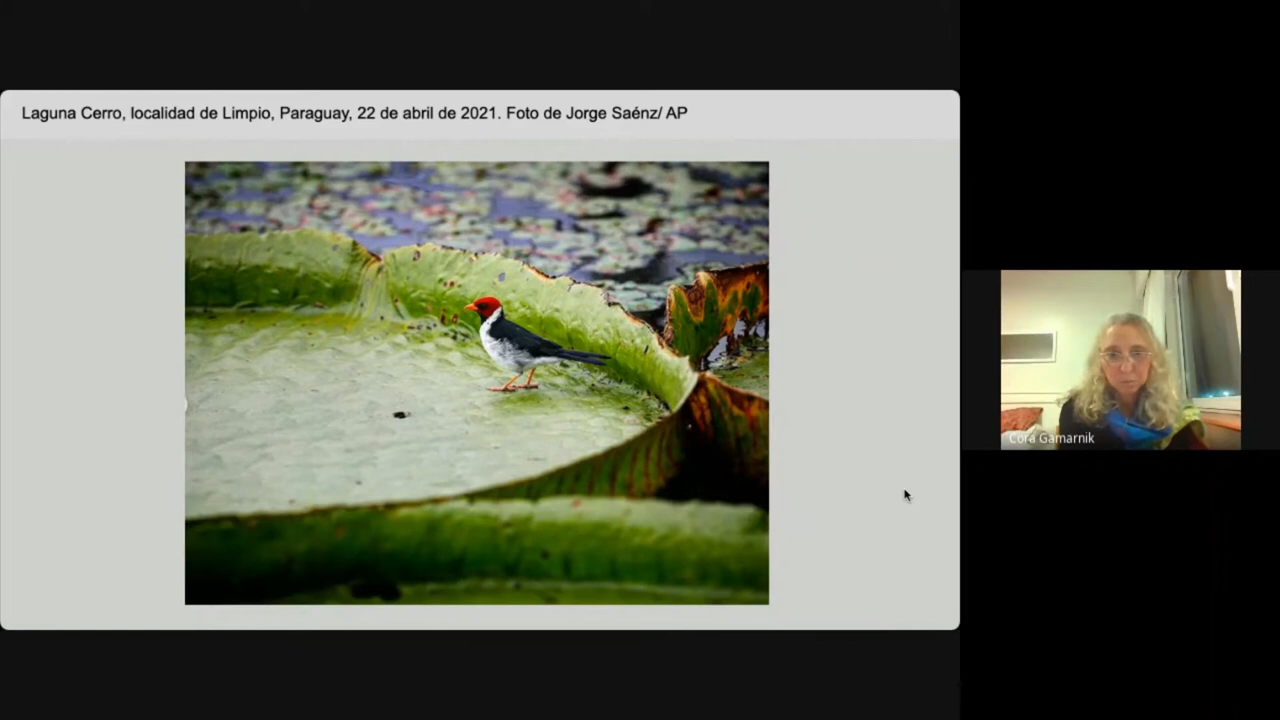 Laguna Cerro, localidad de Limpio, Paraguay, 22 de abril de 2021. Foto de Jorge Saénz/ AP
Cora Gamarnik